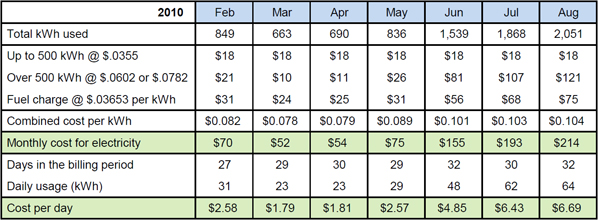 2010 Feb Mar Apr May Jun Jul Aug
Total kWh used 849 663 690 836 1,539 1,868 2,051
Up to 500 kWh @ $.0355 $18 $18 $18 $18 $18 $18 $18
Over 500 kWh @ $.0602 or $.0782 $21 $10 $11 $26 $81 $107 $121
Fuel charge @ $.03653 per kWh $31 $24 $25 $31 $56 $68 $75
Combined cost per kWh $0.082 $0.078 $0.079 $0.089 $0.101 $0.103 $0.104
Monthly cost for electricity $70 $52 $54 $75 $155 $193 $214
Days in the billing period 27 29 30 29 32 30 32
Daily usage (kWh) 31 23 23 29 48 62 64
Cost per day $2.58 $1.79 $1.81 $2.57 $4.85 $6.43 $6.69